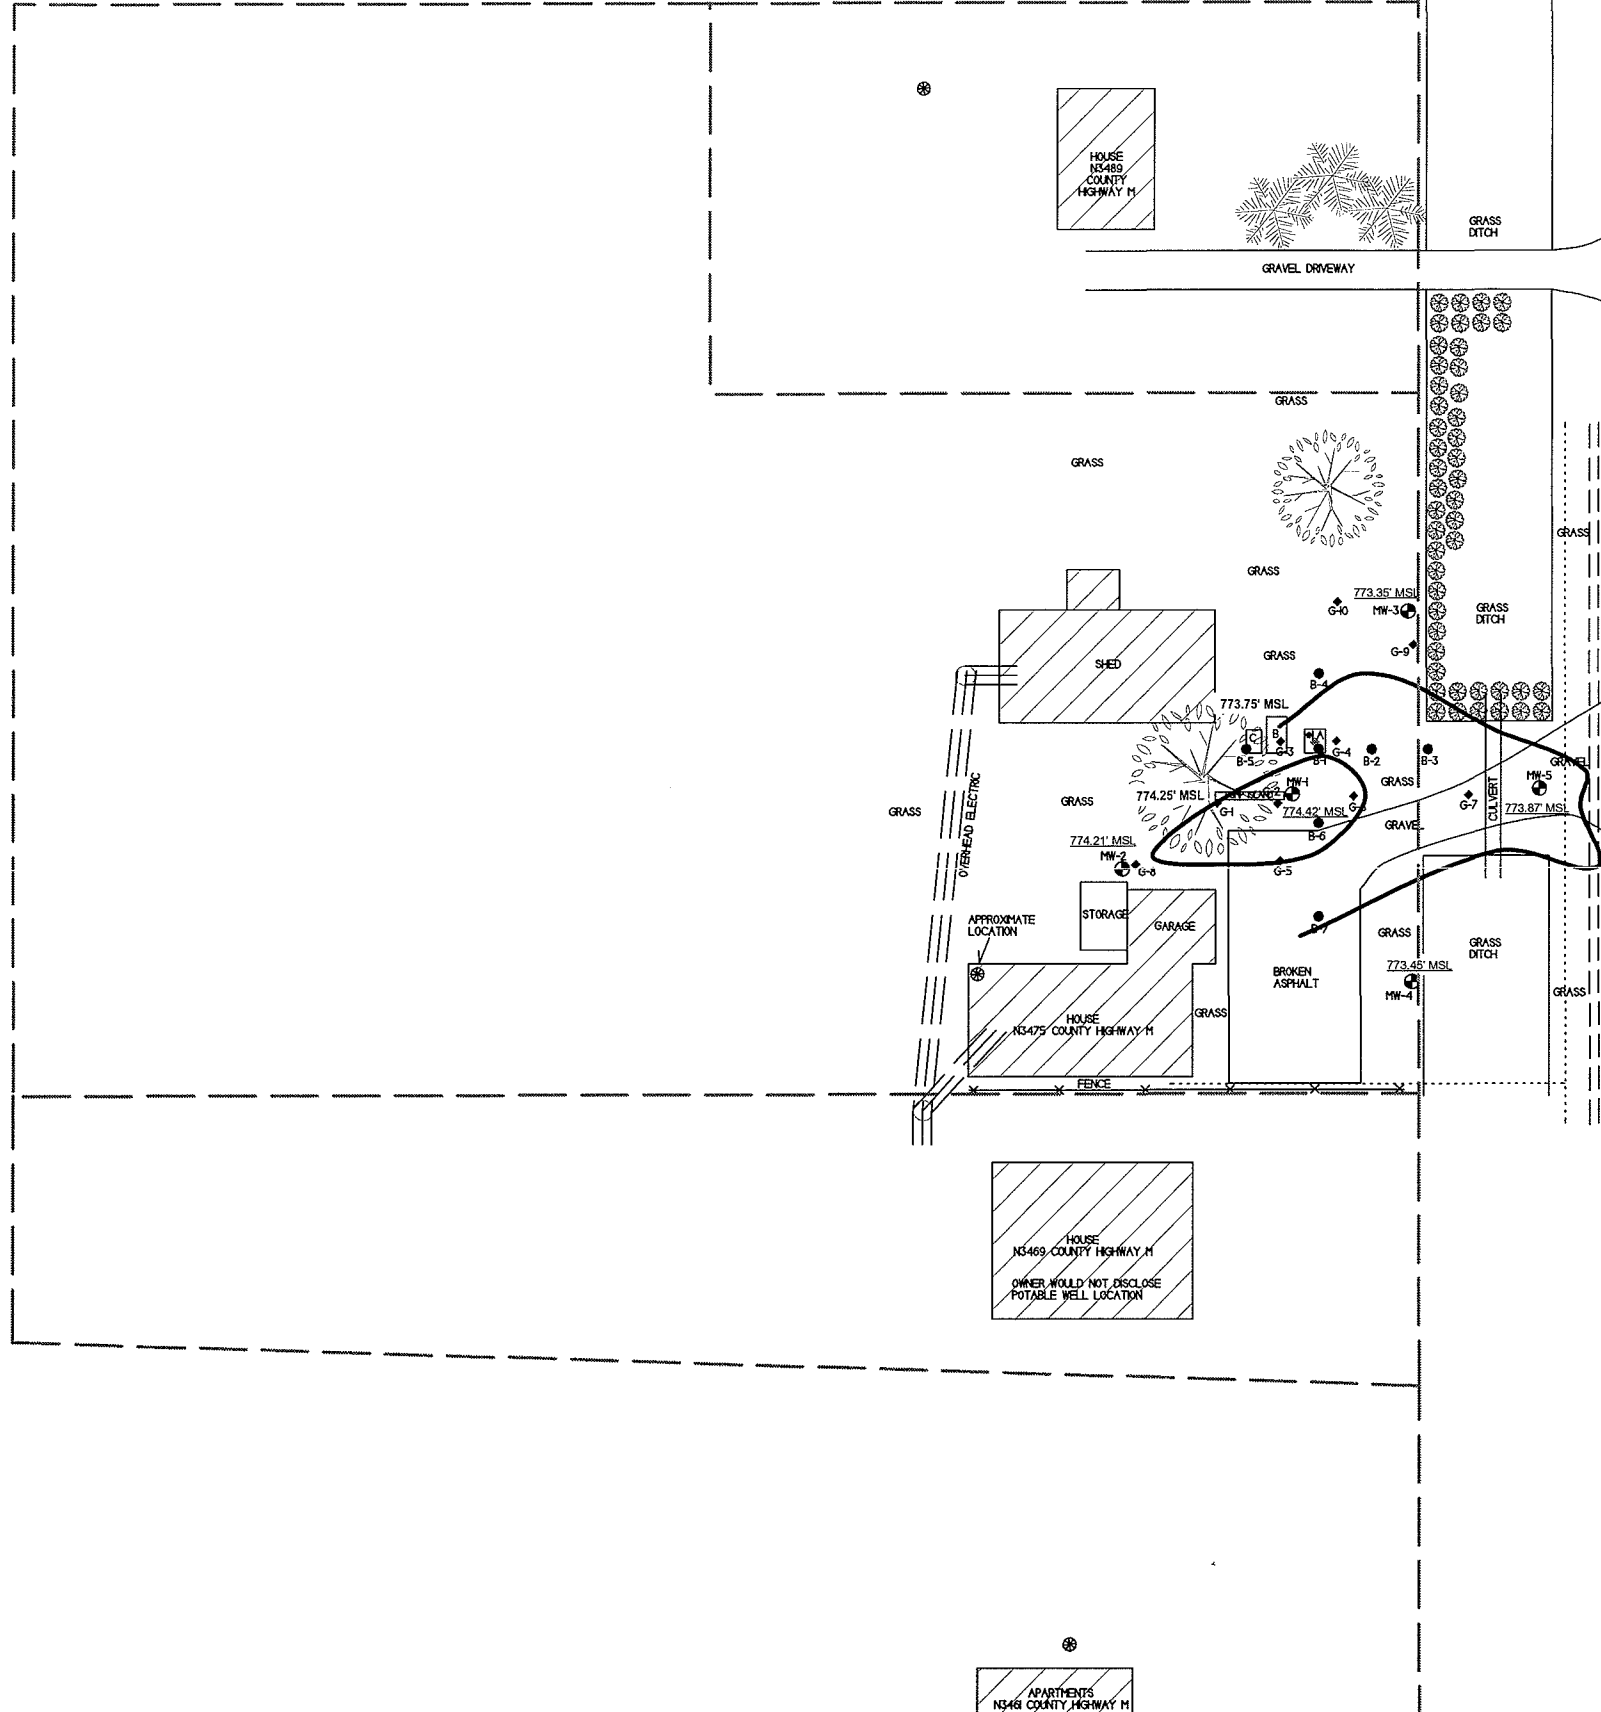 HOUSE
N3489
COUNTY
HIGHWAY M
GRASS
DITCH
GRAVEL DRIVEWAY
GRASS
GRASS
GRASS
GRASS
773.35' MSL
G-10
MW-3
GRASS
DITCH
G-9
GRASS
SHED
B-4
773.75' MSL
C
B
A
G-3
G-4
B-5
B-1
B-2
B-3
GRAVEL
MW-1
MW-5
GRASS
OVERHEAD ELECTRIC
GRASS
GRASS
774.25' MSL
G-1
774.42' MSL
G-7
CULVERT
773.87' MSL
GRAVEL
B-6
774.21' MSL
MW-2
G-8
G-5
STORAGE
GARAGE
APPROXIMATE
LOCATION
B-7
GRASS
GRASS
DITCH
773.45' MSL
BROKEN
ASPHALT
MW-4
GRASS
GRASS
HOUSE
N3475 COUNTY HIGHWAY M
FENCE
HOUSE
N3469 COUNTY HIGHWAY M
OWNER WOULD NOT DISCLOSE
POTABLE WELL LOCATION
APARTMENTS
N3461 COUNTY HIGHWAY M